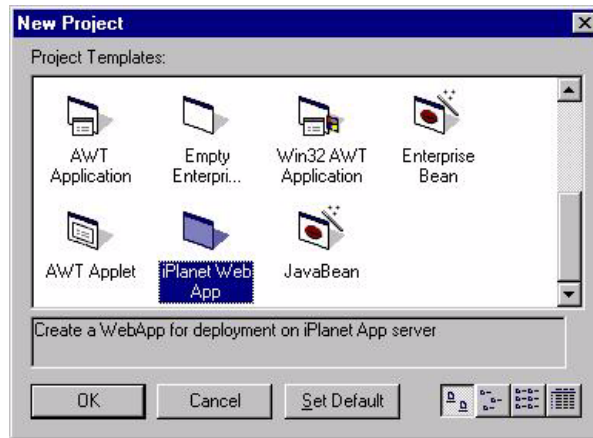 New Project
Project Templates:
AWT
Application
Empty
Enterpri...
Win32 AWT
Application
Enterprise
Bean
AWT Applet
iPlanet Web
App
JavaBean
Create a WebApp for deployment on iPlanet App server
OK
Cancel
Set Default